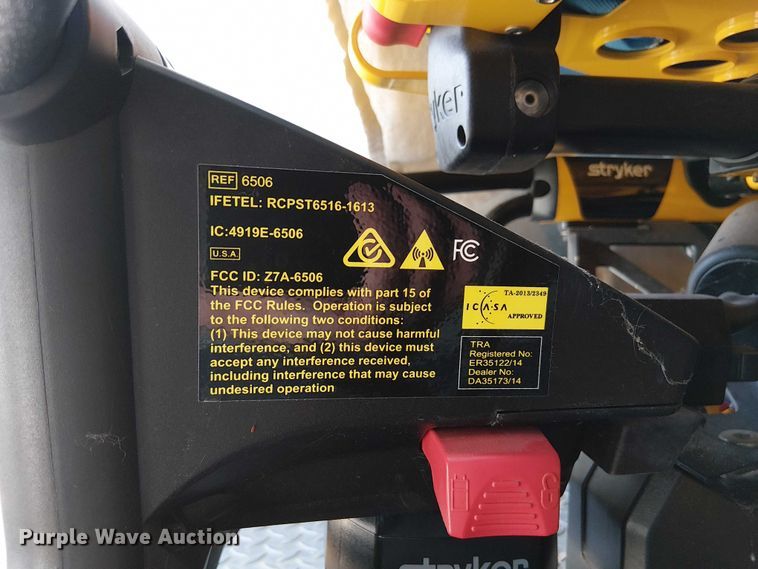 stryker
stryker
REF 6506
IFETEL: RCPST6516-1613
IC:4919E-6506
U.S.A.
FC
FCC ID: Z7A-6506
This device complies with part 15 of
the FCC Rules. Operation is subject
to the following two conditions:
(1) This device may not cause harmful
interference, and (2) this device must
accept any interference received,
including interference that may cause
undesired operation
TA-2013/2349
ICASA
APPROVED
TRA
Registered No:
ER35122/14
Dealer No:
DA35173/14
Purple Wave Auction
stryker